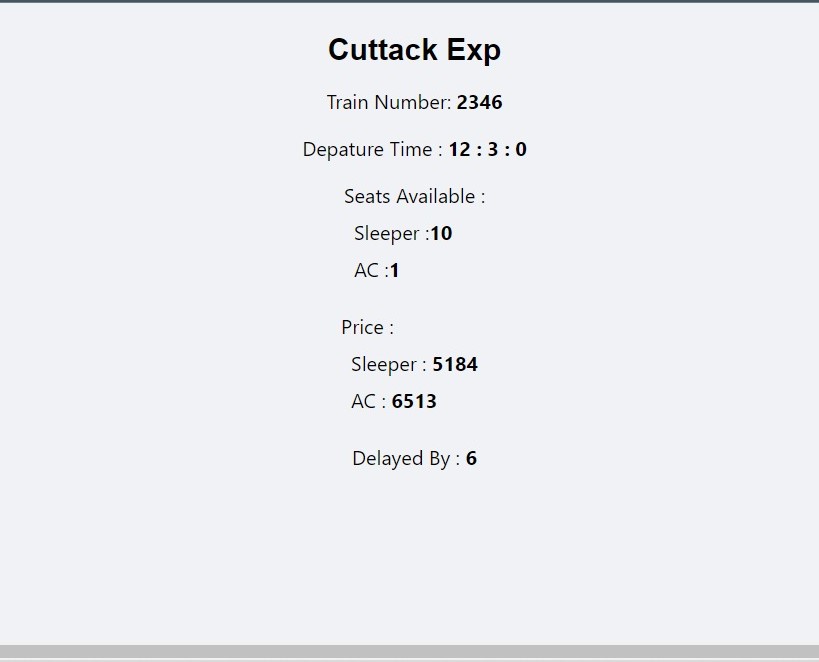 Cuttack Exp
Train Number: 2346
Depature Time : 12 : 3 : 0
Seats Available :
Sleeper :10
AC :1
Price :
Sleeper : 5184
AC : 6513
Delayed By : 6